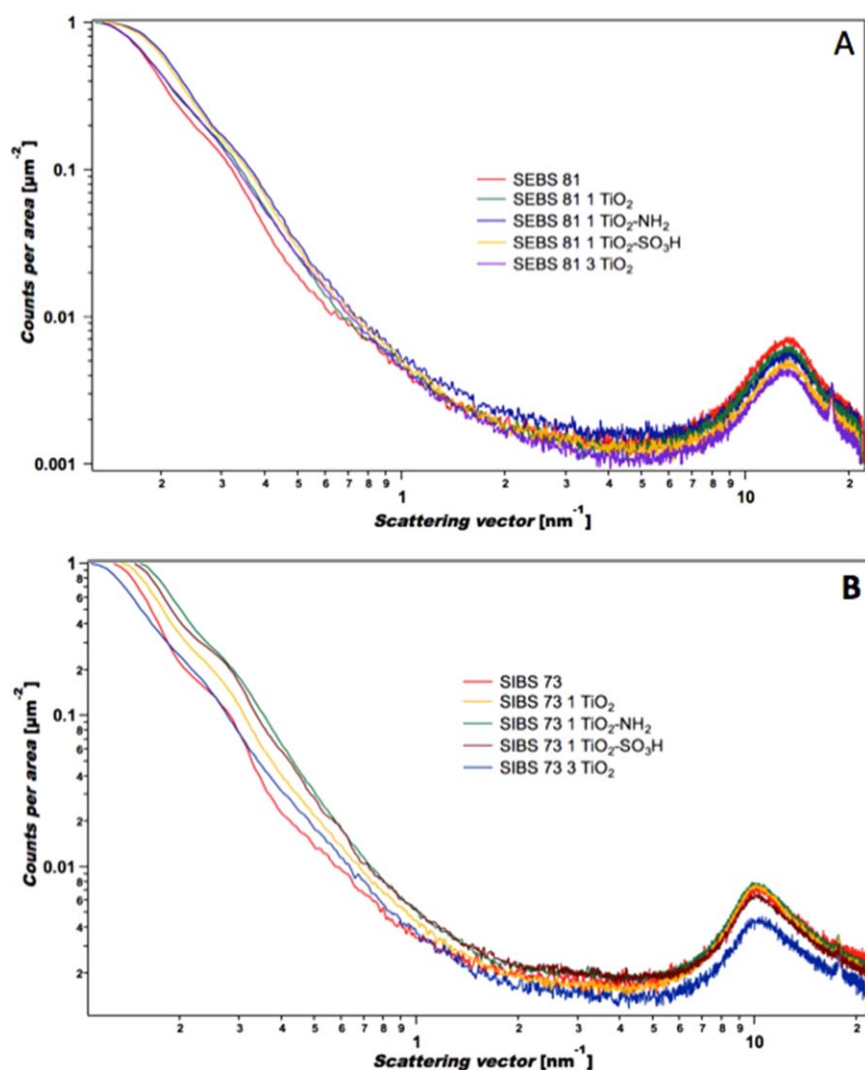 A
Counts per area [µm⁻²]
1
0.1
0.01
0.001
SEBS 81
SEBS 81 1 TiO₂
SEBS 81 1 TiO₂-NH₂
SEBS 81 1 TiO₂-SO₃H
SEBS 81 3 TiO₂
2 3 4 5 6 7 8 9 1 2 3 4 5 6 7 8 9 10 2
Scattering vector [nm⁻¹]
B
Counts per area [µm⁻²]
1
8
6
4
2
0.1
8
6
4
2
0.01
8
6
4
2
SIBS 73
SIBS 73 1 TiO₂
SIBS 73 1 TiO₂-NH₂
SIBS 73 1 TiO₂-SO₃H
SIBS 73 3 TiO₂
2 3 4 5 6 7 8 9 1 2 3 4 5 6 7 8 9 10 2
Scattering vector [nm⁻¹]